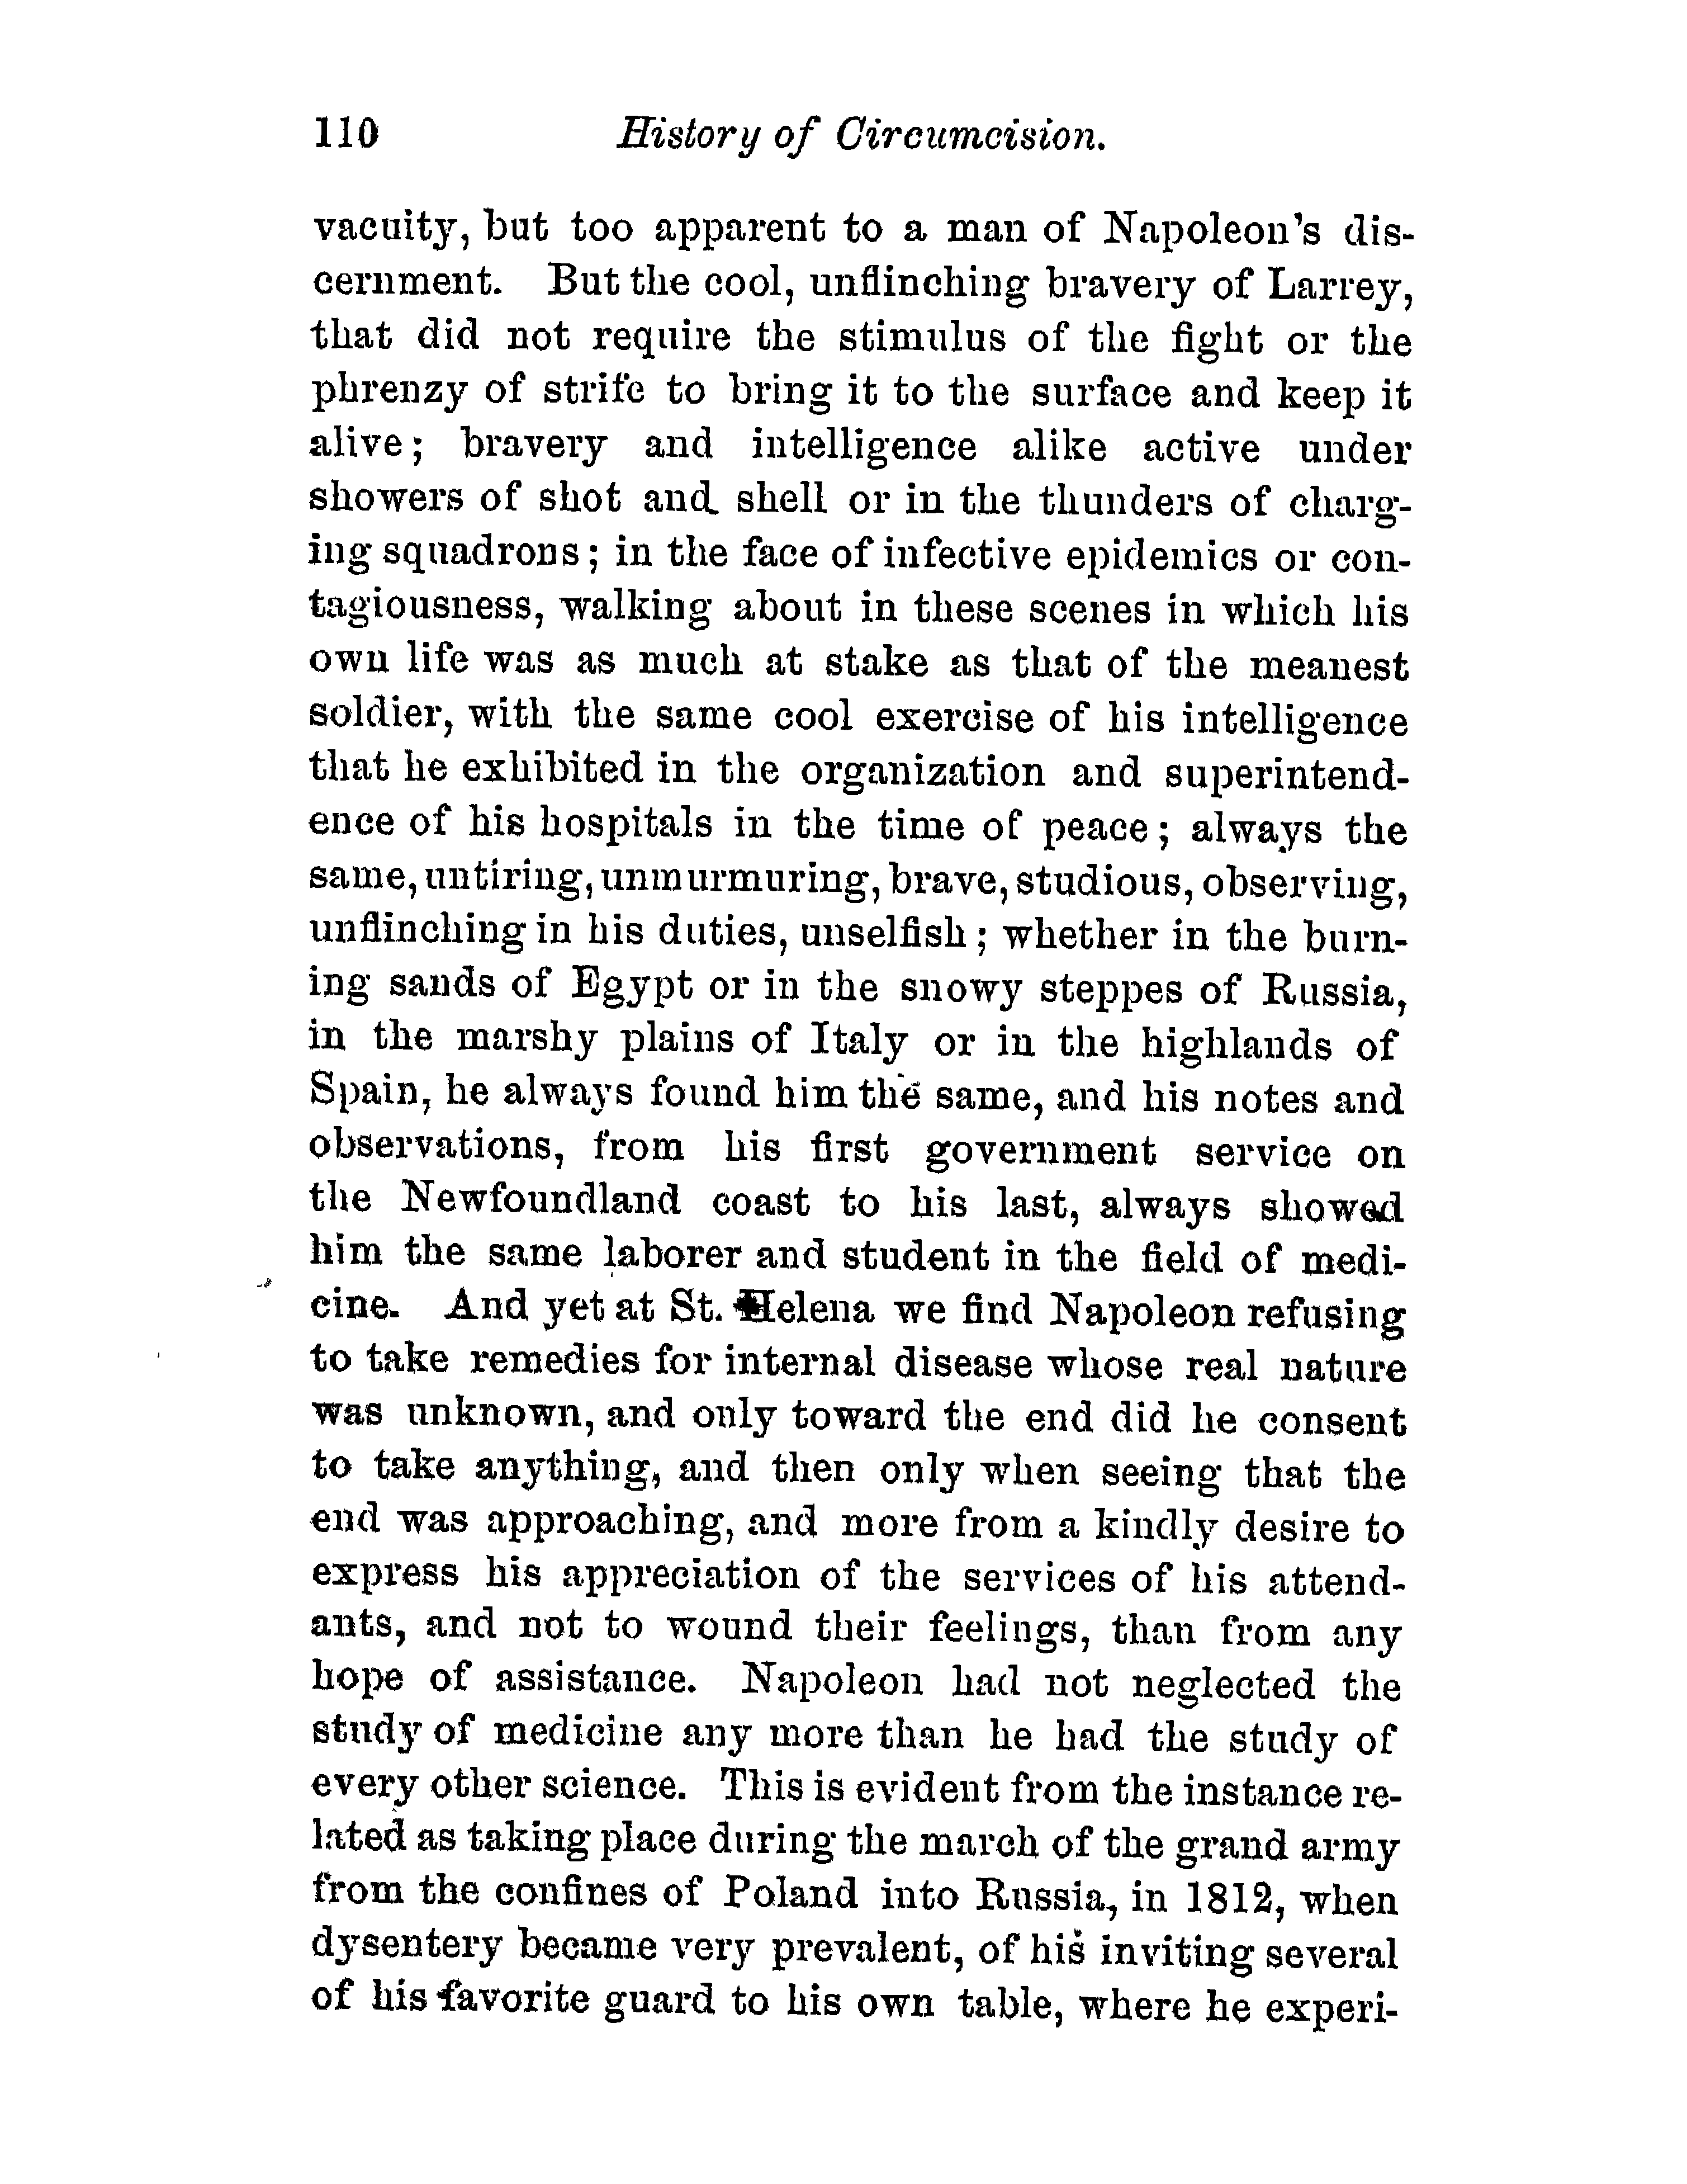 110 History of Circumcision.
vacuity, but too apparent to a man of Napoleon's dis-
cernment. But the cool, unflinching bravery of Larrey,
that did not require the stimulus of the fight or the
phrenzy of strife to bring it to the surface and keep it
alive; bravery and intelligence alike active under
showers of shot and shell or in the thunders of charg-
ing squadrons; in the face of infective epidemics or con-
tagiousness, walking about in these scenes in which his
own life was as much at stake as that of the meanest
soldier, with the same cool exercise of his intelligence
that he exhibited in the organization and superintend-
ence of his hospitals in the time of peace; always the
same, untiring, unmurmuring, brave, studious, observing,
unflinching in his duties, unselfish; whether in the burn-
ing sands of Egypt or in the snowy steppes of Russia,
in the marshy plains of Italy or in the highlands of
Spain, he always found him the same, and his notes and
observations, from his first government service on
the Newfoundland coast to his last, always showed
him the same laborer and student in the field of medi-
cine. And yet at St. Helena we find Napoleon refusing
to take remedies for internal disease whose real nature
was unknown, and only toward the end did he consent
to take anything, and then only when seeing that the
end was approaching, and more from a kindly desire to
express his appreciation of the services of his attend-
ants, and not to wound their feelings, than from any
hope of assistance. Napoleon had not neglected the
study of medicine any more than he had the study of
every other science. This is evident from the instance re-
lated as taking place during the march of the grand army
from the confines of Poland into Russia, in 1812, when
dysentery became very prevalent, of his inviting several
of his favorite guard to his own table, where he experi-